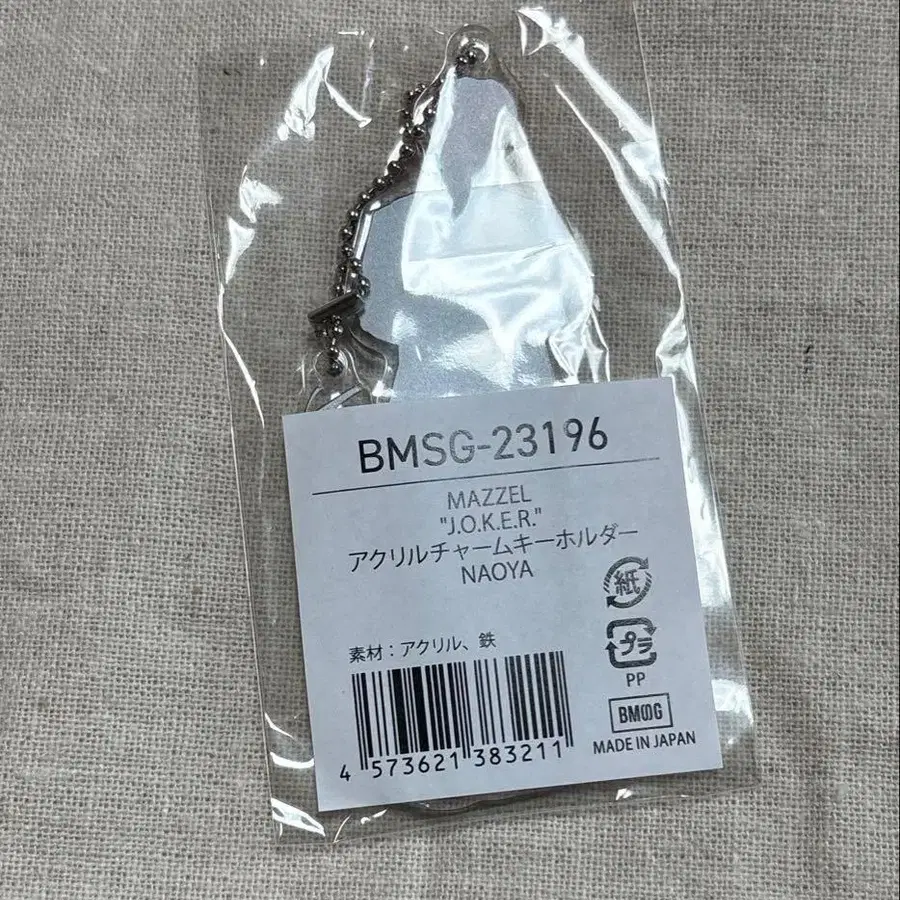 BMSG-23196
MAZZEL
"J.O.K.E.R."
アクリルチャームキーホルダー
NAOYA
紙
素材：アクリル、鉄
プラ
PP
BMSG
MADE IN JAPAN
4 573621 383211